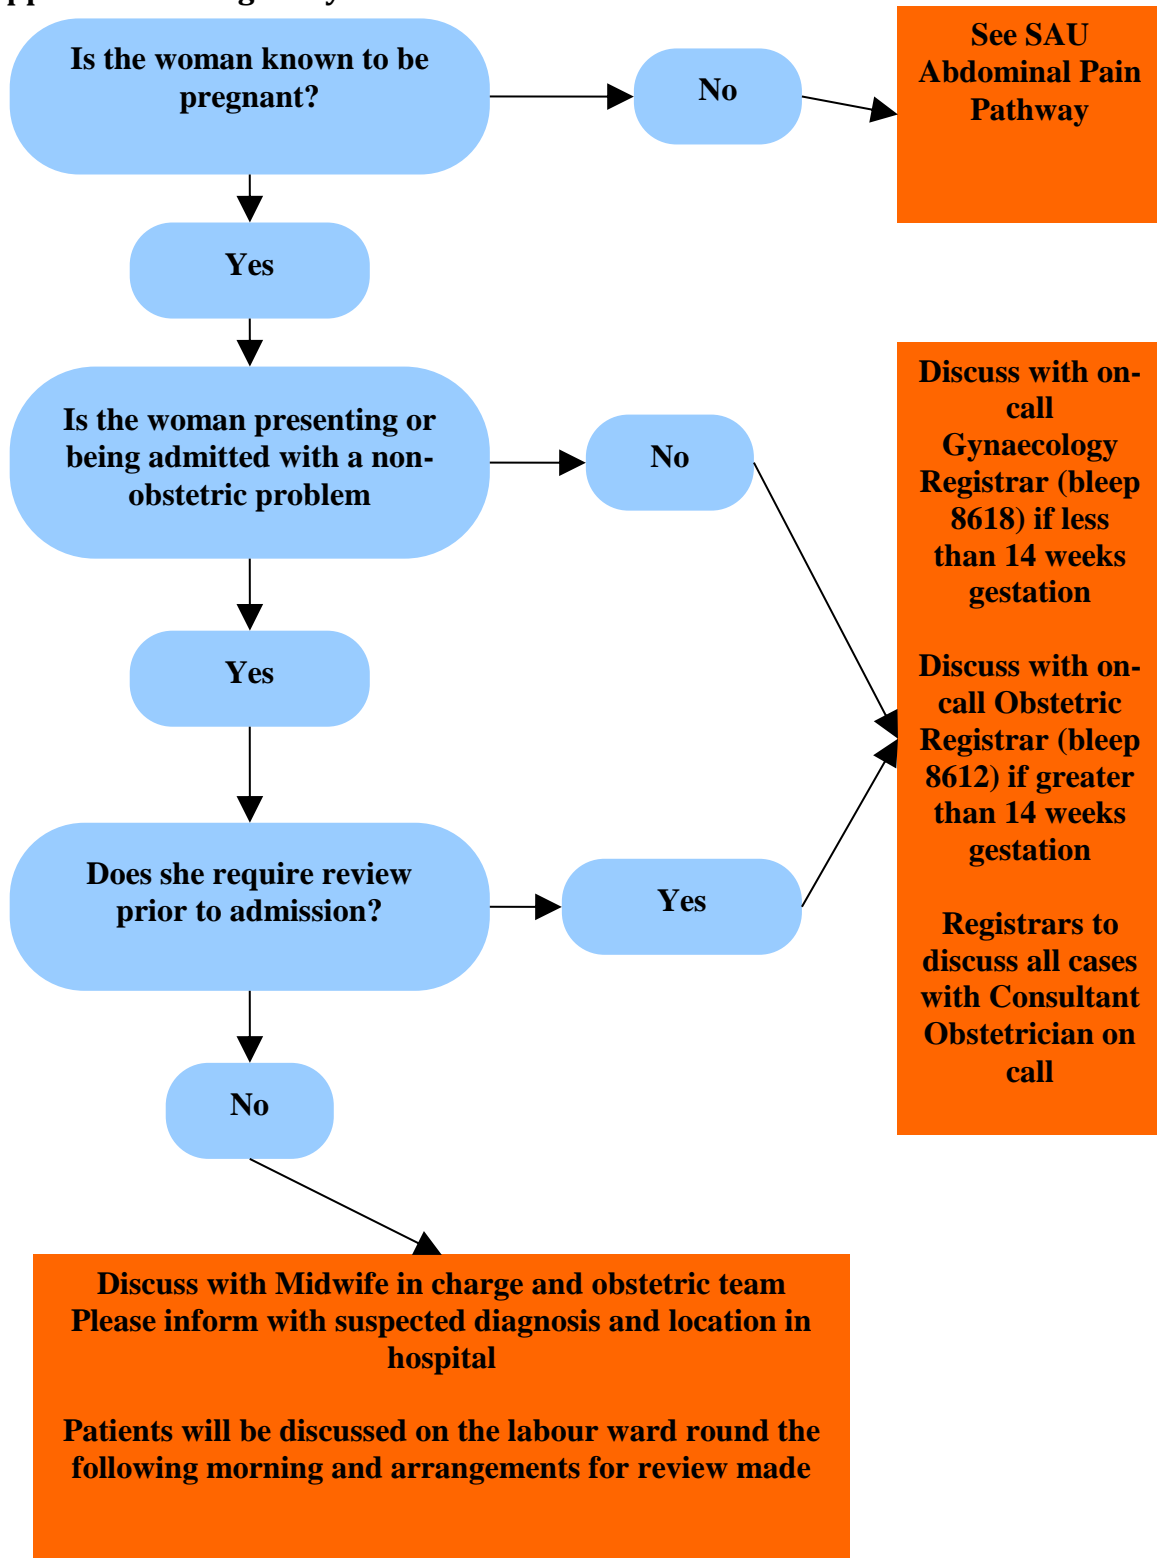 Is the woman known to be
pregnant?
No
See SAU
Abdominal Pain
Pathway
Yes
Is the woman presenting or
being admitted with a non-
obstetric problem
No
Discuss with on-
call
Gynaecology
Registrar (bleep
8618) if less
than 14 weeks
gestation
Discuss with on-
call Obstetric
Registrar (bleep
8612) if greater
than 14 weeks
gestation
Registrars to
discuss all cases
with Consultant
Obstetrician on
call
Yes
Does she require review
prior to admission?
Yes
No
Discuss with Midwife in charge and obstetric team
Please inform with suspected diagnosis and location in
hospital
Patients will be discussed on the labour ward round the
following morning and arrangements for review made